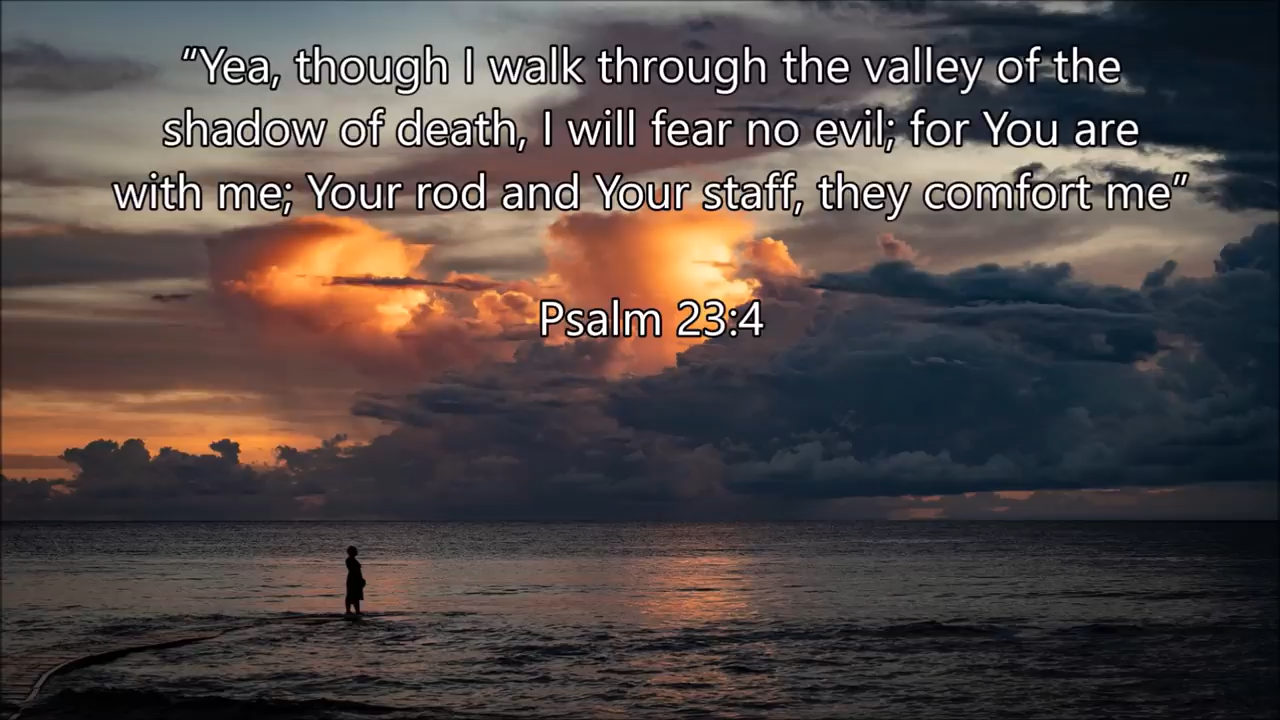 “Yea, though I walk through the valley of the
shadow of death, I will fear no evil; for You are
with me; Your rod and Your staff, they comfort me”
Psalm 23:4